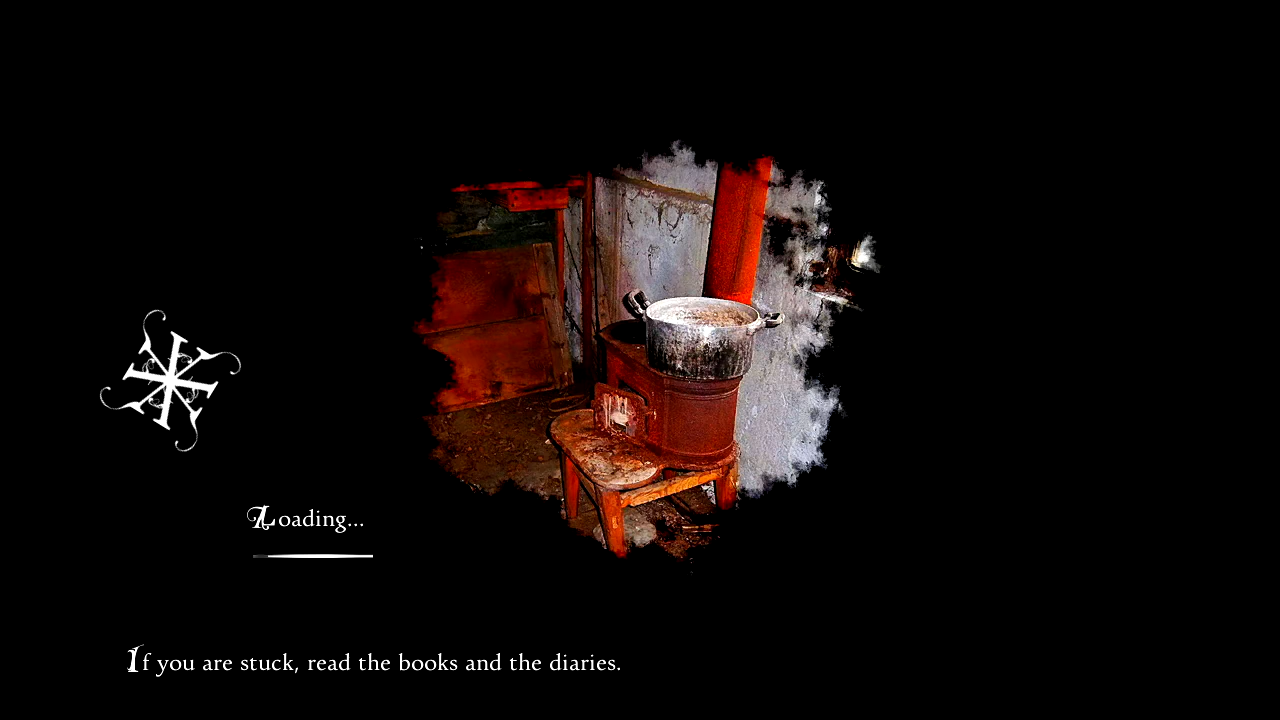 Loading...
If you are stuck, read the books and the diaries.